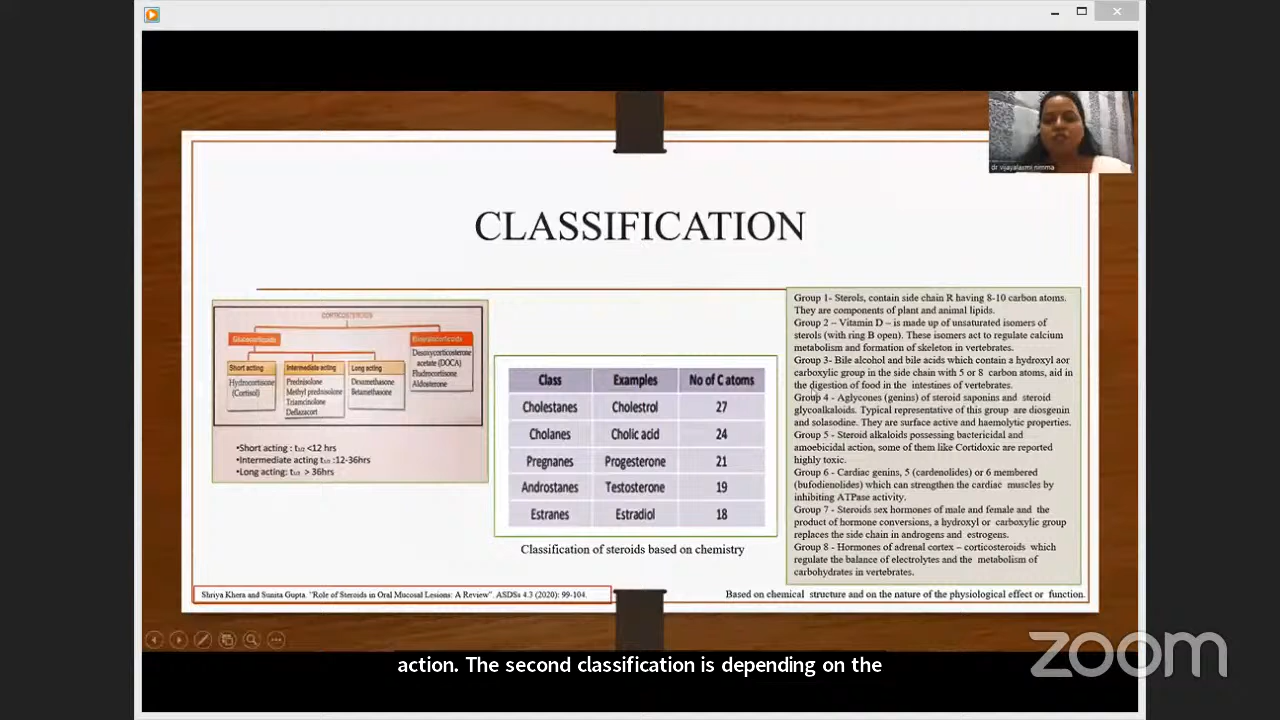 dr vijayalaxmi nimma
CLASSIFICATION
CORTICOSTEROIDS
Glucocorticoids
Mineralocorticoids
Short acting
Hydrocortisone
(Cortisol)
Intermediate acting
Prednisolone
Methyl prednisolone
Triamcinolone
Deflazacort
Long acting
Dexamethasone
Betamethasone
Desoxycorticosterone
acetate (DOCA)
Fludrocortisone
Aldosterone
•Short acting : t1/2 <12 hrs
•Intermediate acting t1/2 :12-36hrs
•Long acting: t1/2 > 36hrs
Class Examples No of C atoms
Cholestanes Cholestrol 27
Cholanes Cholic acid 24
Pregnanes Progesterone 21
Androstanes Testosterone 19
Estranes Estradiol 18
Classification of steroids based on chemistry
Group 1- Sterols, contain side chain R having 8-10 carbon atoms.
They are components of plant and animal lipids.
Group 2 – Vitamin D – is made up of unsaturated isomers of
sterols (with ring B open). These isomers act to regulate calcium
metabolism and formation of skeleton in vertebrates.
Group 3- Bile alcohol and bile acids which contain a hydroxyl aor
carboxylic group in the side chain with 5 or 8 carbon atoms, aid in
the digestion of food in the intestines of vertebrates.
Group 4 - Aglycones (genins) of steroid saponins and steroid
glycoalkaloids. Typical representative of this group are diosgenin
and solasodine. They are surface active and haemolytic properties.
Group 5 - Steroid alkaloids possessing bactericidal and
amoebicidal action, some of them like Cortidoxic are reported
highly toxic.
Group 6 - Cardiac genins, 5 (cardenolides) or 6 membered
(bufodienolides) which can strengthen the cardiac muscles by
inhibiting ATPase activity.
Group 7 - Steroids sex hormones of male and female and the
product of hormone conversions, a hydroxyl or carboxylic group
replaces the side chain in androgens and estrogens.
Group 8 - Hormones of adrenal cortex – corticosteroids which
regulate the balance of electrolytes and the metabolism of
carbohydrates in vertebrates.
Shriya Khera and Sunita Gupta. "Role of Steroids in Oral Mucosal Lesions: A Review". ASDSs 4.3 (2020): 99-104.
Based on chemical structure and on the nature of the physiological effect or function.
zoom
action. The second classification is depending on the